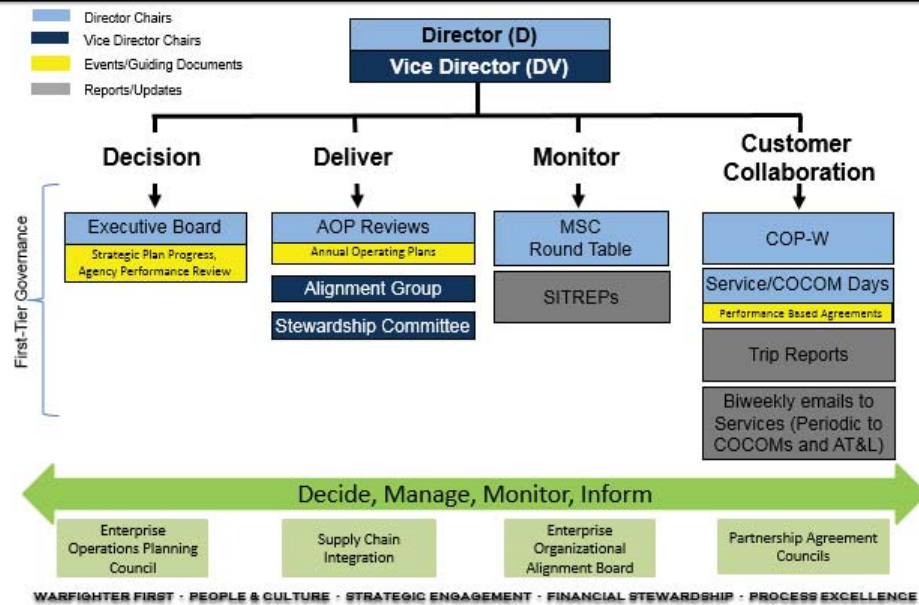 Director Chairs
Vice Director Chairs
Events/Guiding Documents
Reports/Updates
Director (D)
Vice Director (DV)
Decision
Deliver
Monitor
Customer
Collaboration
First-Tier Governance
Executive Board
Strategic Plan Progress,
Agency Performance Review
AOP Reviews
Annual Operating Plans
Alignment Group
Stewardship Committee
MSC
Round Table
SITREPs
COP-W
Service/COCOM Days
Performance Based Agreements
Trip Reports
Biweekly emails to
Services (Periodic to
COCOMs and AT&L)
Decide, Manage, Monitor, Inform
Enterprise
Operations Planning
Council
Supply Chain
Integration
Enterprise
Organizational
Alignment Board
Partnership Agreement
Councils
WARFIGHTER FIRST · PEOPLE & CULTURE · STRATEGIC ENGAGEMENT · FINANCIAL STEWARDSHIP · PROCESS EXCELLENCE